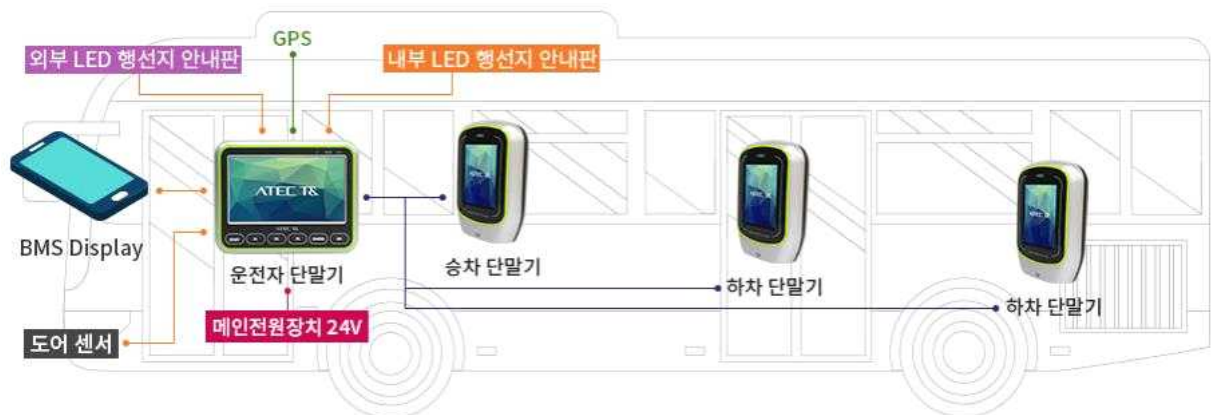 GPS
외부 LED 행선지 안내판
내부 LED 행선지 안내판
ATEC T&
BMS Display
운전자 단말기
승차 단말기
하차 단말기
하차 단말기
메인전원장치 24V
도어 센서